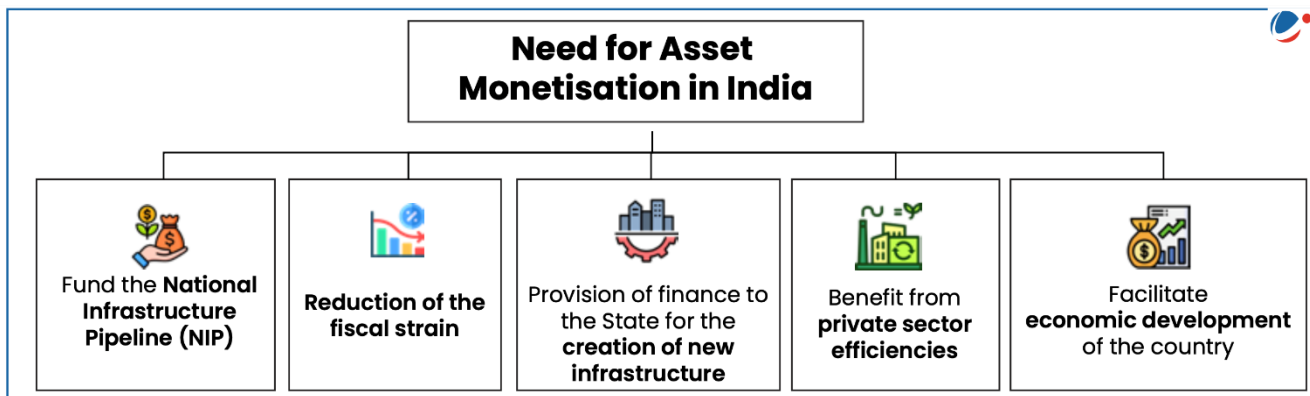 Need for Asset
Monetisation in India
Fund the National
Infrastructure
Pipeline (NIP)
Reduction of the
fiscal strain
Provision of finance to
the State for the
creation of new
infrastructure
Benefit from
private sector
efficiencies
Facilitate
economic development
of the country